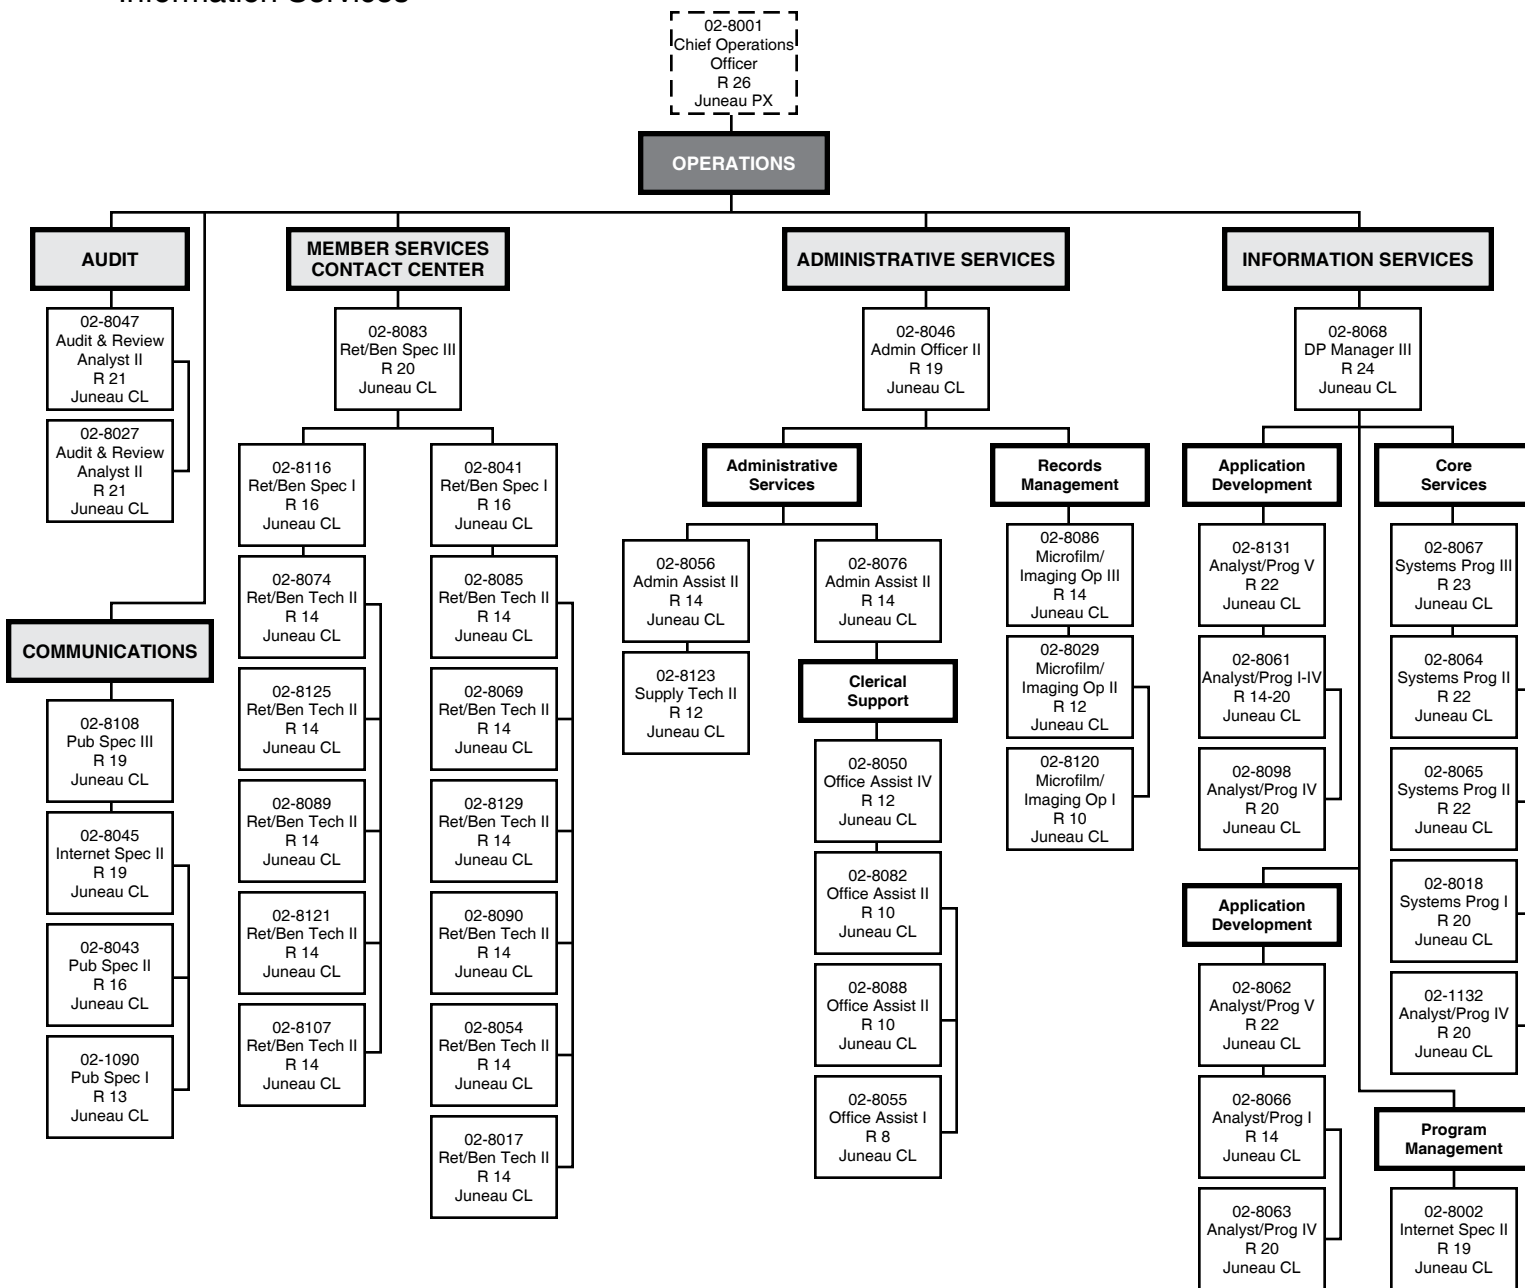 Information Services
02-8001
Chief Operations
Officer
R 26
Juneau PX
OPERATIONS
AUDIT
02-8047
Audit & Review
Analyst II
R 21
Juneau CL
02-8027
Audit & Review
Analyst II
R 21
Juneau CL
COMMUNICATIONS
02-8108
Pub Spec III
R 19
Juneau CL
02-8045
Internet Spec II
R 19
Juneau CL
02-8043
Pub Spec II
R 16
Juneau CL
02-1090
Pub Spec I
R 13
Juneau CL
MEMBER SERVICES
CONTACT CENTER
02-8083
Ret/Ben Spec III
R 20
Juneau CL
02-8116
Ret/Ben Spec I
R 16
Juneau CL
02-8074
Ret/Ben Tech II
R 14
Juneau CL
02-8125
Ret/Ben Tech II
R 14
Juneau CL
02-8089
Ret/Ben Tech II
R 14
Juneau CL
02-8121
Ret/Ben Tech II
R 14
Juneau CL
02-8107
Ret/Ben Tech II
R 14
Juneau CL
02-8041
Ret/Ben Spec I
R 16
Juneau CL
02-8085
Ret/Ben Tech II
R 14
Juneau CL
02-8069
Ret/Ben Tech II
R 14
Juneau CL
02-8129
Ret/Ben Tech II
R 14
Juneau CL
02-8090
Ret/Ben Tech II
R 14
Juneau CL
02-8054
Ret/Ben Tech II
R 14
Juneau CL
02-8017
Ret/Ben Tech II
R 14
Juneau CL
ADMINISTRATIVE SERVICES
02-8046
Admin Officer II
R 19
Juneau CL
Administrative
Services
02-8056
Admin Assist II
R 14
Juneau CL
02-8123
Supply Tech II
R 12
Juneau CL
02-8076
Admin Assist II
R 14
Juneau CL
Clerical
Support
02-8050
Office Assist IV
R 12
Juneau CL
02-8082
Office Assist II
R 10
Juneau CL
02-8088
Office Assist II
R 10
Juneau CL
02-8055
Office Assist I
R 8
Juneau CL
Records
Management
02-8086
Microfilm/
Imaging Op III
R 14
Juneau CL
02-8029
Microfilm/
Imaging Op II
R 12
Juneau CL
02-8120
Microfilm/
Imaging Op I
R 10
Juneau CL
INFORMATION SERVICES
02-8068
DP Manager III
R 24
Juneau CL
Application
Development
02-8131
Analyst/Prog V
R 22
Juneau CL
02-8061
Analyst/Prog I-IV
R 14-20
Juneau CL
02-8098
Analyst/Prog IV
R 20
Juneau CL
Application
Development
02-8062
Analyst/Prog V
R 22
Juneau CL
02-8066
Analyst/Prog I
R 14
Juneau CL
02-8063
Analyst/Prog IV
R 20
Juneau CL
Core
Services
02-8067
Systems Prog III
R 23
Juneau CL
02-8064
Systems Prog II
R 22
Juneau CL
02-8065
Systems Prog II
R 22
Juneau CL
02-8018
Systems Prog I
R 20
Juneau CL
02-1132
Analyst/Prog IV
R 20
Juneau CL
Program
Management
02-8002
Internet Spec II
R 19
Juneau CL